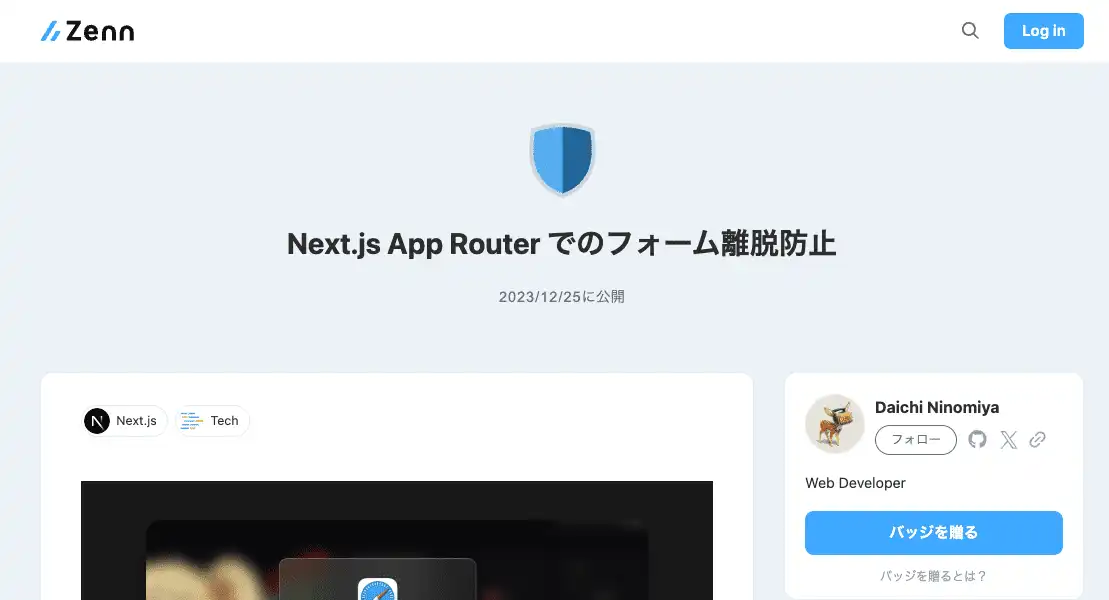 Zenn
Log in
Next.js App Router でのフォーム離脱防止
2023/12/25に公開
Next.js
Tech
Daichi Ninomiya
フォロー
Web Developer
バッジを贈る
バッジを贈るとは？